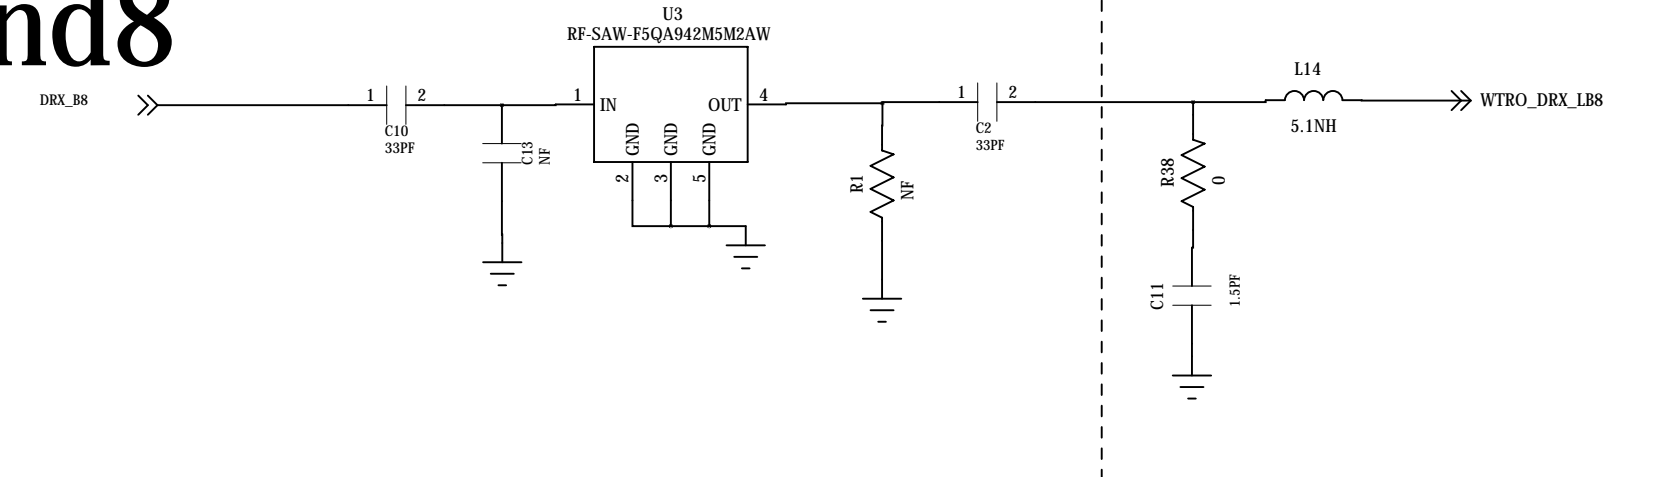 nd8
U3
RF-SAW-F5QA942M5M2AW
DRX_B8
1
2
C10
33PF
C13
NF
1
IN
OUT
4
GND
GND
GND
2
3
5
R1
NF
1
2
C2
33PF
L14
5.1NH
WTRO_DRX_LB8
R38
0
C11
1.5PF